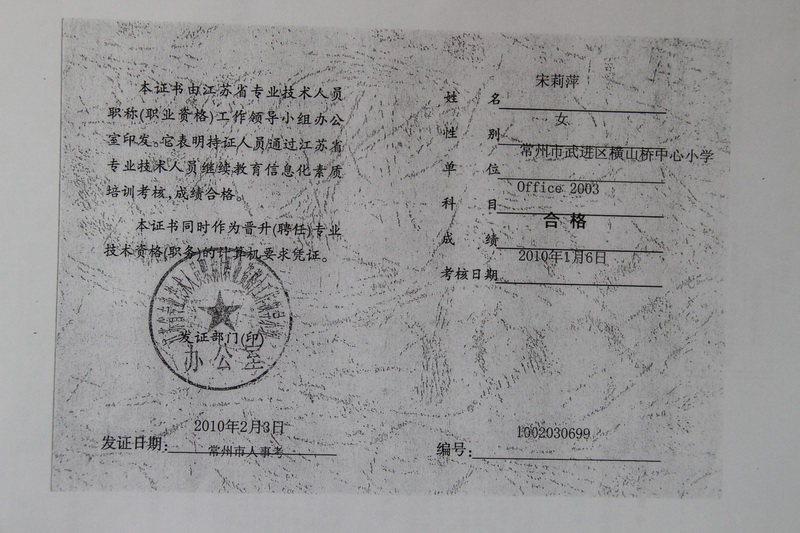 本证书由江苏省专业技术人员
职称(职业资格)工作领导小组办公
室印发。它表明持证人员通过江苏省
专业技术人员继续教育信息化素质
培训考核,成绩合格。
本证书同时作为晋升(聘任)专业
技术资格(职务)的计算机要求凭证。
发证部门(印)
办公室
发证日期: 2010年2月3日
常州市人事考
姓 名 宋莉萍
性 别 女
单 位 常州市武进区横山桥中心小学
科 目 Office 2003
成 绩 合格
考核日期 2010年1月6日
编号: 1002030699